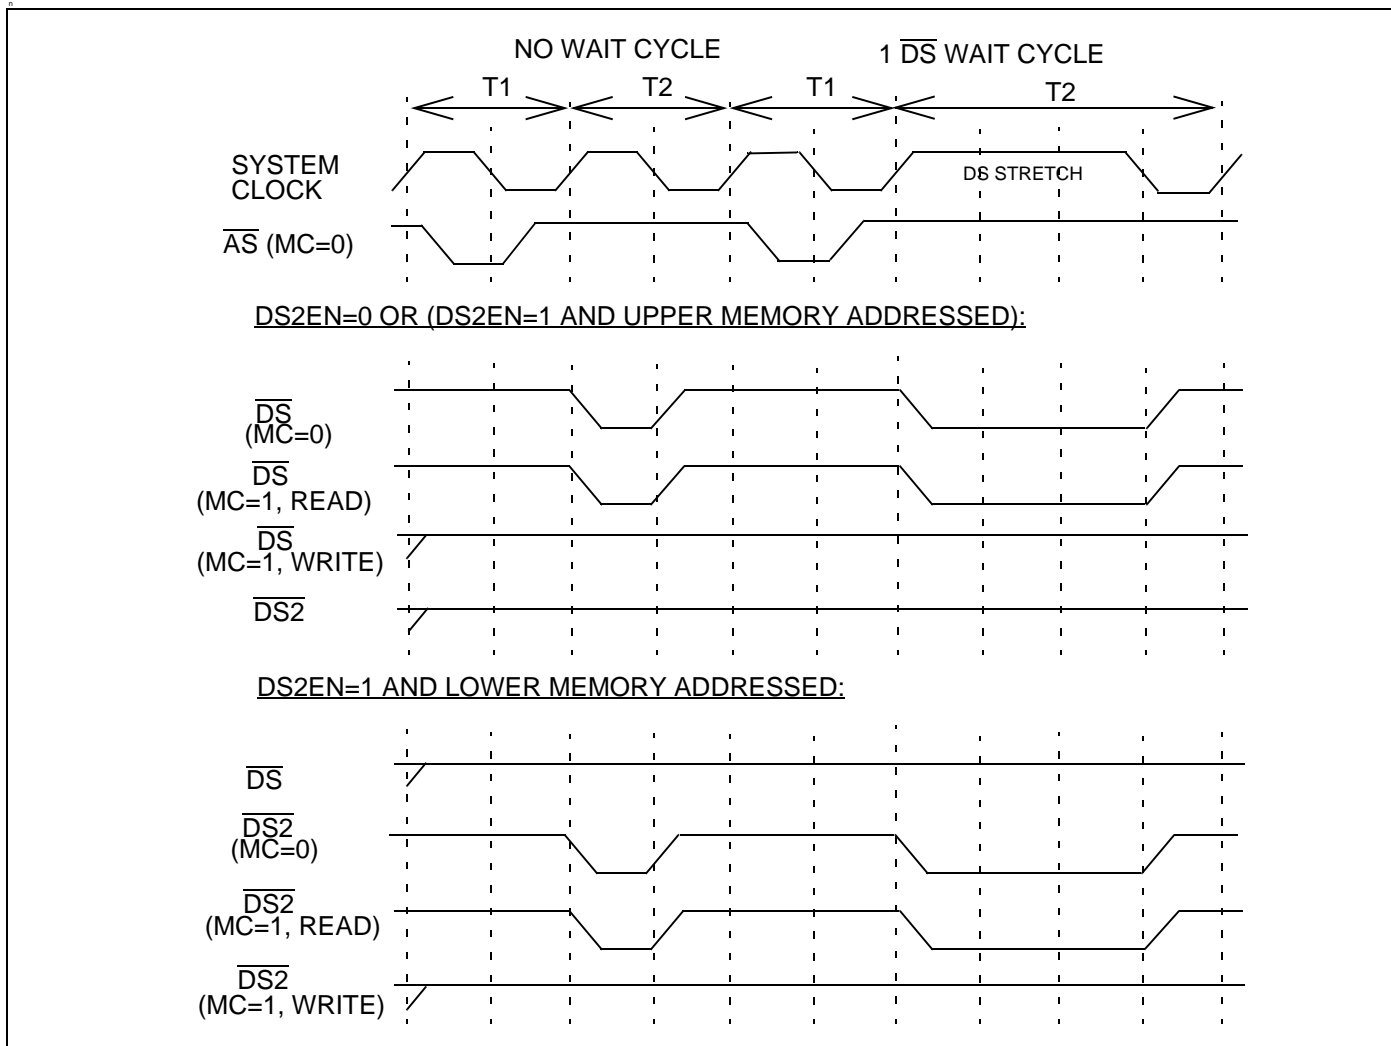 n
NO WAIT CYCLE
1 DS WAIT CYCLE
T1
T2
T1
T2
SYSTEM
CLOCK
DS STRETCH
AS (MC=0)
DS2EN=0 OR (DS2EN=1 AND UPPER MEMORY ADDRESSED):
DS
(MC=0)
DS
(MC=1, READ)
DS
(MC=1, WRITE)
DS2
DS2EN=1 AND LOWER MEMORY ADDRESSED:
DS
DS2
(MC=0)
DS2
(MC=1, READ)
DS2
(MC=1, WRITE)